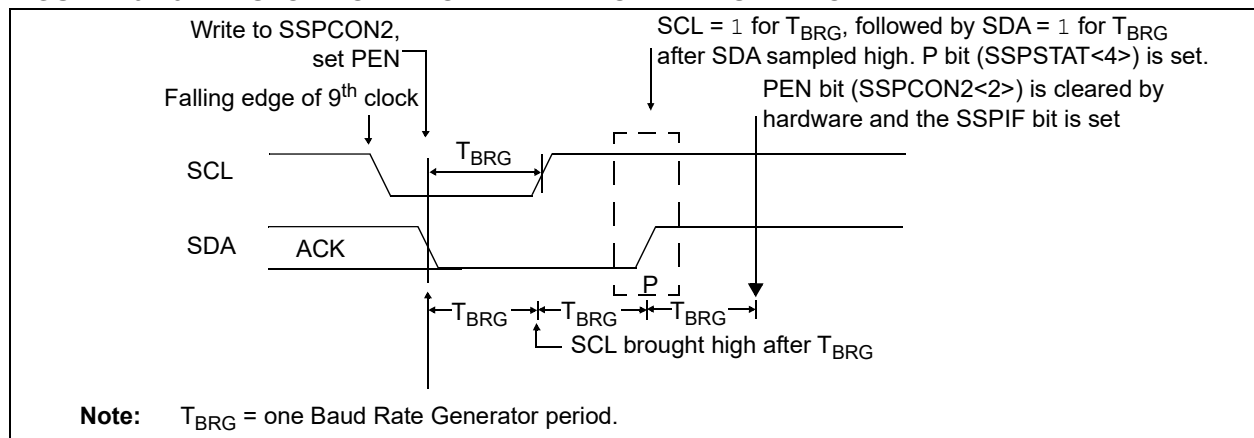 Write to SSPCON2,
set PEN
SCL = 1 for TBRG, followed by SDA = 1 for TBRG
after SDA sampled high. P bit (SSPSTAT<4>) is set.
Falling edge of 9th clock
PEN bit (SSPCON2<2>) is cleared by
hardware and the SSPIF bit is set
TBRG
SCL
SDA
ACK
P
TBRG
TBRG
TBRG
SCL brought high after TBRG
Note: TBRG = one Baud Rate Generator period.